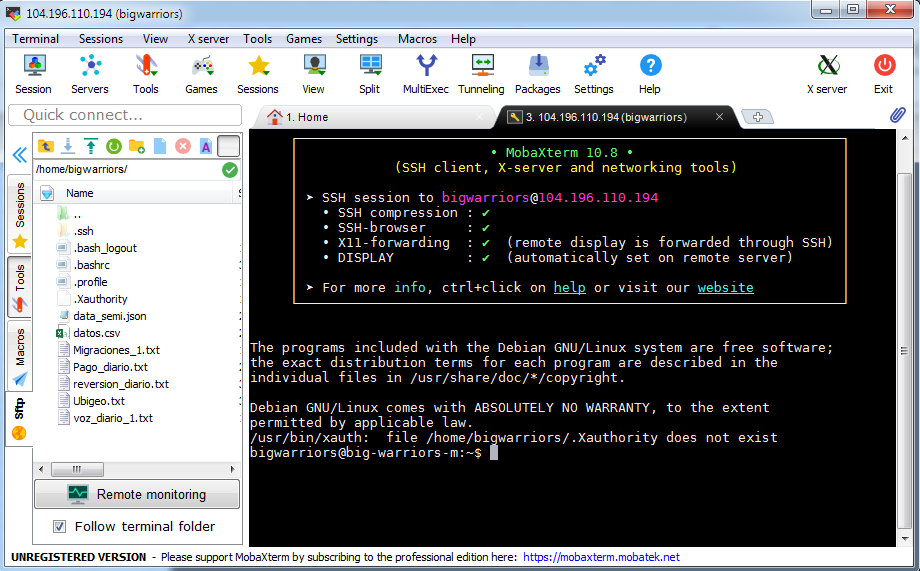 104.196.110.194 (bigwarriors)
Terminal Sessions View X server Tools Games Settings Macros Help
Session Servers Tools Games Sessions View Split MultiExec Tunneling Packages Settings Help X server Exit
Quick connect...
1. Home
3. 104.196.110.194 (bigwarriors)
/home/bigwarriors/
Name
..
.ssh
.bash_logout
.bashrc
.profile
.Xauthority
data_semi.json
datos.csv
Migraciones_1.txt
Pago_diario.txt
reversion_diario.txt
Ubigeo.txt
voz_diario_1.txt
Sessions
Tools
Macros
Sftp
Remote monitoring
Follow terminal folder
• MobaXterm 10.8 •
(SSH client, X-server and networking tools)
➤ SSH session to bigwarriors@104.196.110.194
• SSH compression : ✔
• SSH-browser : ✔
• X11-forwarding : ✔ (remote display is forwarded through SSH)
• DISPLAY : ✔ (automatically set on remote server)
➤ For more info, ctrl+click on help or visit our website
The programs included with the Debian GNU/Linux system are free software;
the exact distribution terms for each program are described in the
individual files in /usr/share/doc/*/copyright.
Debian GNU/Linux comes with ABSOLUTELY NO WARRANTY, to the extent
permitted by applicable law.
/usr/bin/xauth:  file /home/bigwarriors/.Xauthority does not exist
bigwarriors@big-warriors-m:~$
UNREGISTERED VERSION - Please support MobaXterm by subscribing to the professional edition here: https://mobaxterm.mobatek.net